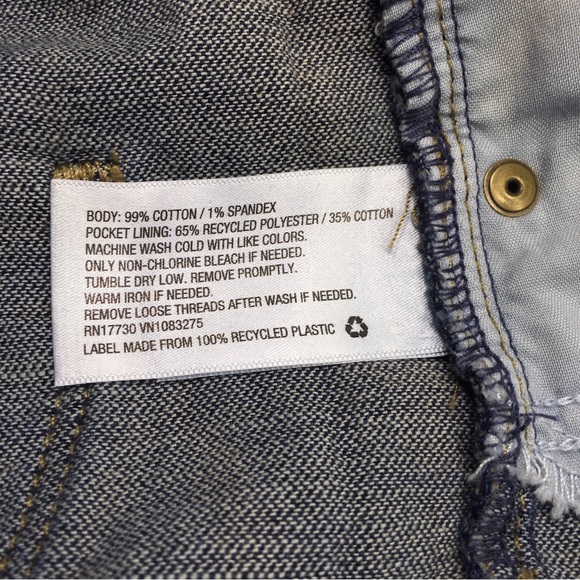 BODY: 99% COTTON / 1% SPANDEX
POCKET LINING: 65% RECYCLED POLYESTER / 35% COTTON
MACHINE WASH COLD WITH LIKE COLORS.
ONLY NON-CHLORINE BLEACH IF NEEDED.
TUMBLE DRY LOW. REMOVE PROMPTLY.
WARM IRON IF NEEDED.
REMOVE LOOSE THREADS AFTER WASH IF NEEDED.
RN17730 VN1083275
LABEL MADE FROM 100% RECYCLED PLASTIC